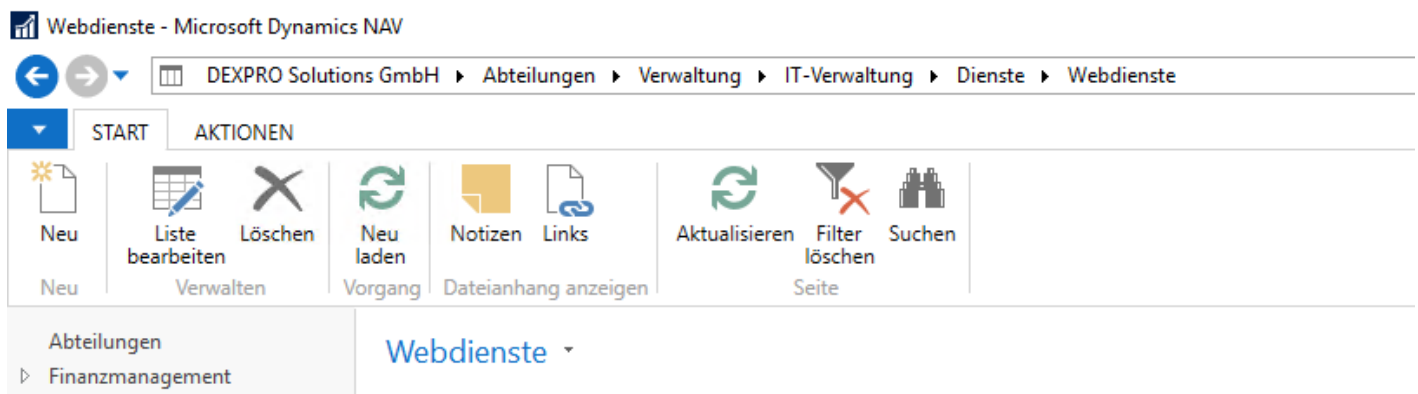 Webdienste - Microsoft Dynamics NAV
DEXPRO Solutions GmbH ▸ Abteilungen ▸ Verwaltung ▸ IT-Verwaltung ▸ Dienste ▸ Webdienste
START AKTIONEN
Neu Liste bearbeiten Löschen Neu laden Notizen Links Aktualisieren Filter löschen Suchen
Neu Verwalten Vorgang Dateianhang anzeigen Seite
Abteilungen
Webdienste
Finanzmanagement